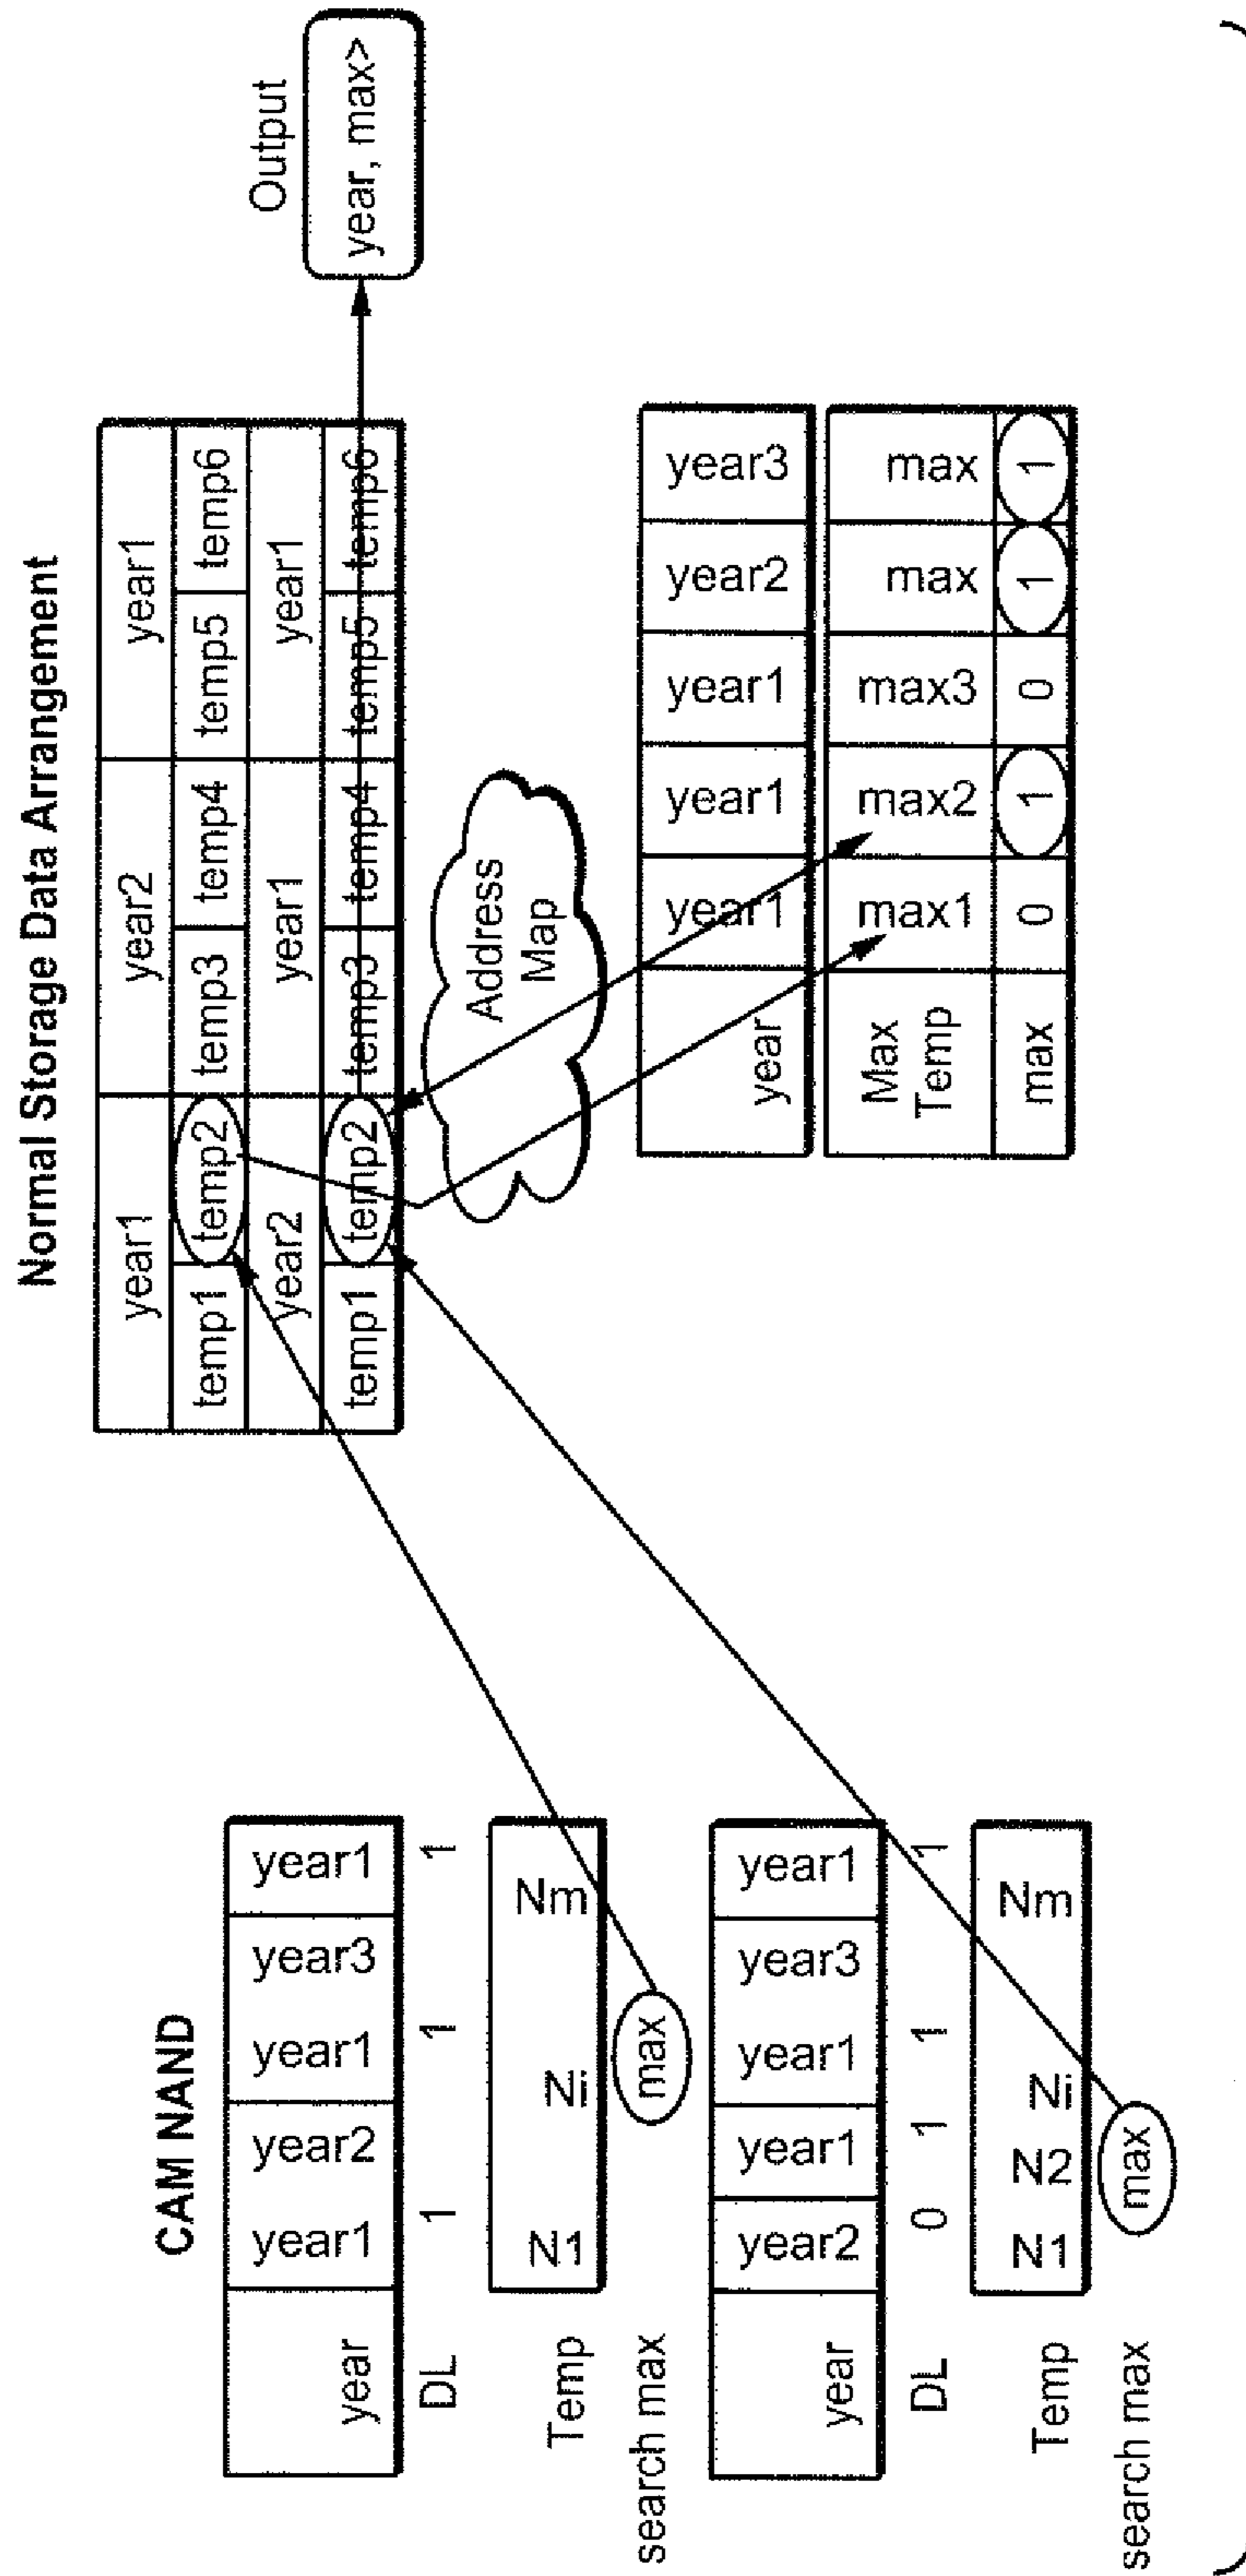 CAM NAND
year year1 year2 year1 year3 year1
DL 1 1 1
Temp N1 Ni Nm
search max max
year year2 year1 year1 year3 year1
DL 0 1 1 1
Temp N1 N2 Ni Nm
search max max
Normal Storage Data Arrangement
year1 year2 year1
temp1 temp2 temp3 temp4 temp5 temp6
year2 year1 year1
temp1 temp2 temp3 temp4 temp5 temp6
Output
year, max>
Address
Map
year year1 year1 year1 year2 year3
Max
Temp max1 max2 max3 max max
max 0 1 0 1 1